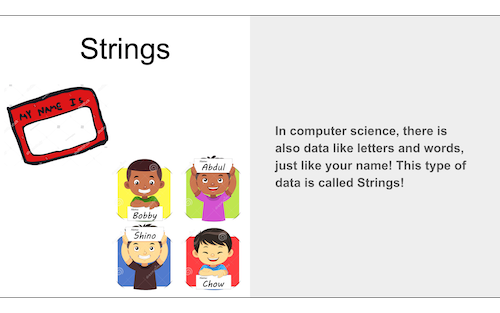 Strings
MY NAME IS
Abdul
Bobby
Shino
Chow
In computer science, there is
also data like letters and words,
just like your name! This type of
data is called Strings!